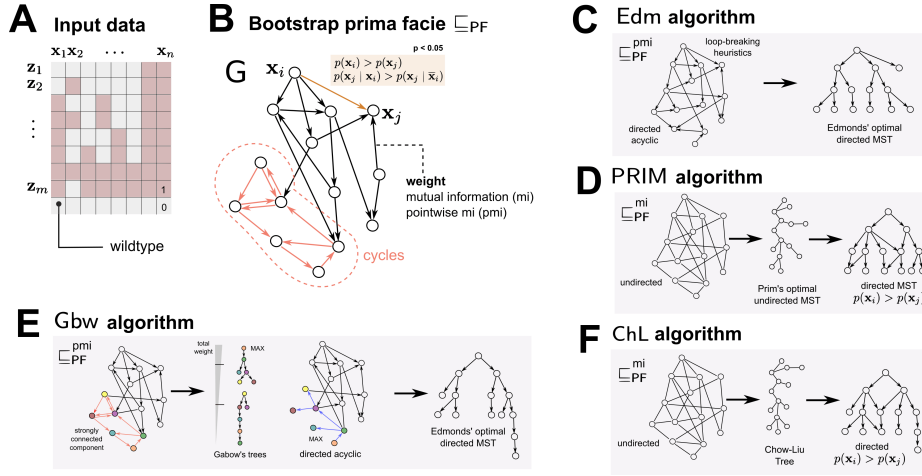 A Input data
x1 x2 ⋯ xn
z1
z2
⋮
zm
1
0
wildtype
B Bootstrap prima facie ⊑PF
p < 0.05
p(xi) > p(xj)
p(xj | xi) > p(xj | x̄i)
G
xi
xj
weight
mutual information (mi)
pointwise mi (pmi)
cycles
C Edm algorithm
⊑PF pmi
loop-breaking
heuristics
directed
acyclic
Edmonds' optimal
directed MST
D PRIM algorithm
⊑PF mi
undirected
Prim's optimal
undirected MST
directed MST
p(xi) > p(xj)
E Gbw algorithm
⊑PF pmi
total
weight
MAX
strongly
connected
component
Gabow's trees
MAX
directed acyclic
Edmonds' optimal
directed MST
F ChL algorithm
⊑PF mi
undirected
Chow-Liu
Tree
directed
p(xi) > p(xj)